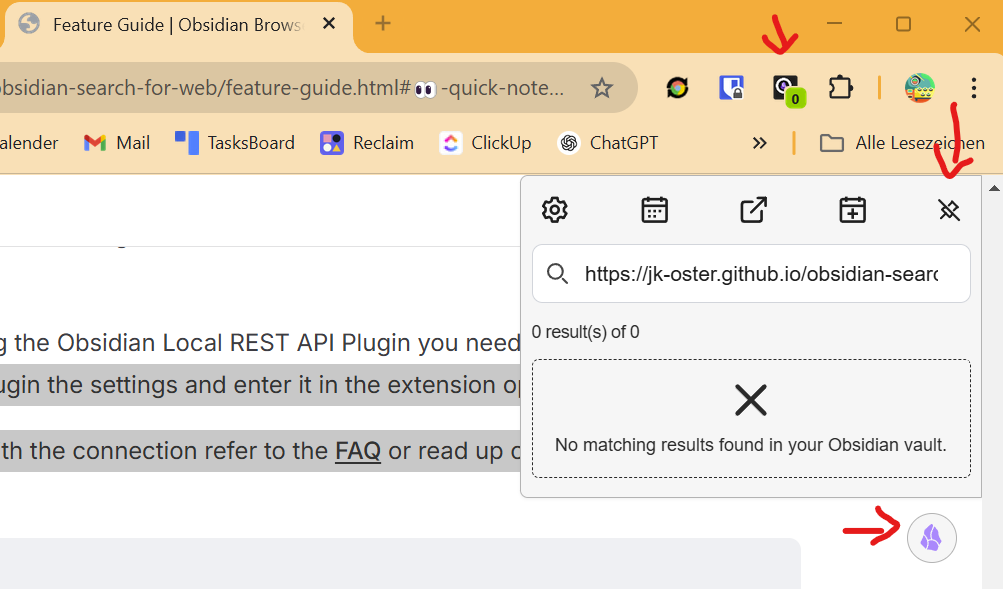 Feature Guide | Obsidian Brows
bsidian-search-for-web/feature-guide.html#👀-quick-note...
0
alender Mail TasksBoard Reclaim ClickUp ChatGPT » Alle Lesezeichen
https://jk-oster.github.io/obsidian-searc
0 result(s) of 0
No matching results found in your Obsidian vault.
g the Obsidian Local REST API Plugin you need
ugin the settings and enter it in the extension op
th the connection refer to the FAQ or read up o